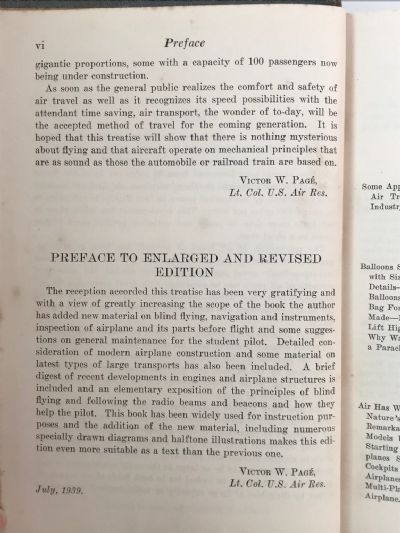 vi Preface
gigantic proportions, some with a capacity of 100 passengers now
being under construction.
As soon as the general public realizes the comfort and safety of
air travel as well as it recognizes its speed possibilities with the
attendant time saving, air transport, the wonder of to-day, will be
the accepted method of travel for the coming generation. It is
hoped that this treatise will show that there is nothing mysterious
about flying and that aircraft operate on mechanical principles that
are as sound as those the automobile or railroad train are based on.
Victor W. Pagé,
Lt. Col. U.S. Air Res.
PREFACE TO ENLARGED AND REVISED
EDITION
The reception accorded this treatise has been very gratifying and
with a view of greatly increasing the scope of the book the author
has added new material on blind flying, navigation and instruments,
inspection of airplane and its parts before flight and some sugges-
tions on general maintenance for the student pilot. Detailed con-
sideration of modern airplane construction and some material on
latest types of large transports has also been included. A brief
digest of recent developments in engines and airplane structures is
included and an elementary exposition of the principles of blind
flying and following the radio beams and beacons and how they
help the pilot. This book has been widely used for instruction pur-
poses and the addition of the new material, including numerous
specially drawn diagrams and halftone illustrations makes this edi-
tion even more suitable as a text than the previous one.
Victor W. Pagé,
Lt. Col. U.S. Air Res.
July, 1939.
Some App
Air Tr
Industry
Balloons S
with Siz
Details—
Balloons
Bag For
Made—
Lift Hig
Why Wa
a Parach
Air Has W
Nature's
Remarka
Models
Starting
planes S
Cockpits
Airplanes
Multi-Pla
Airplane.